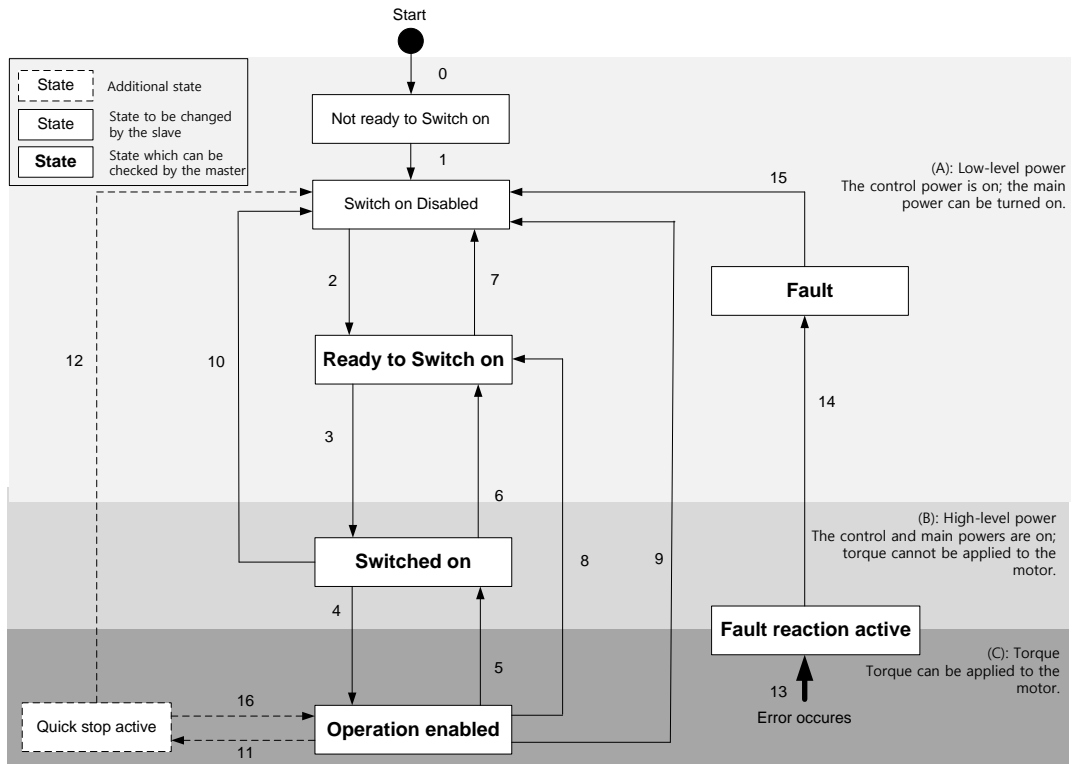 Start
0
State
Additional state
State
State to be changed
by the slave
State
State which can be
checked by the master
Not ready to Switch on
1
Switch on Disabled
15
(A): Low-level power
The control power is on; the main
power can be turned on.
2
7
Fault
12
10
Ready to Switch on
14
3
6
(B): High-level power
The control and main powers are on;
torque cannot be applied to the
motor.
Switched on
8
9
4
Fault reaction active
5
(C): Torque
Torque can be applied to the
motor.
13
Error occures
16
Quick stop active
11
Operation enabled